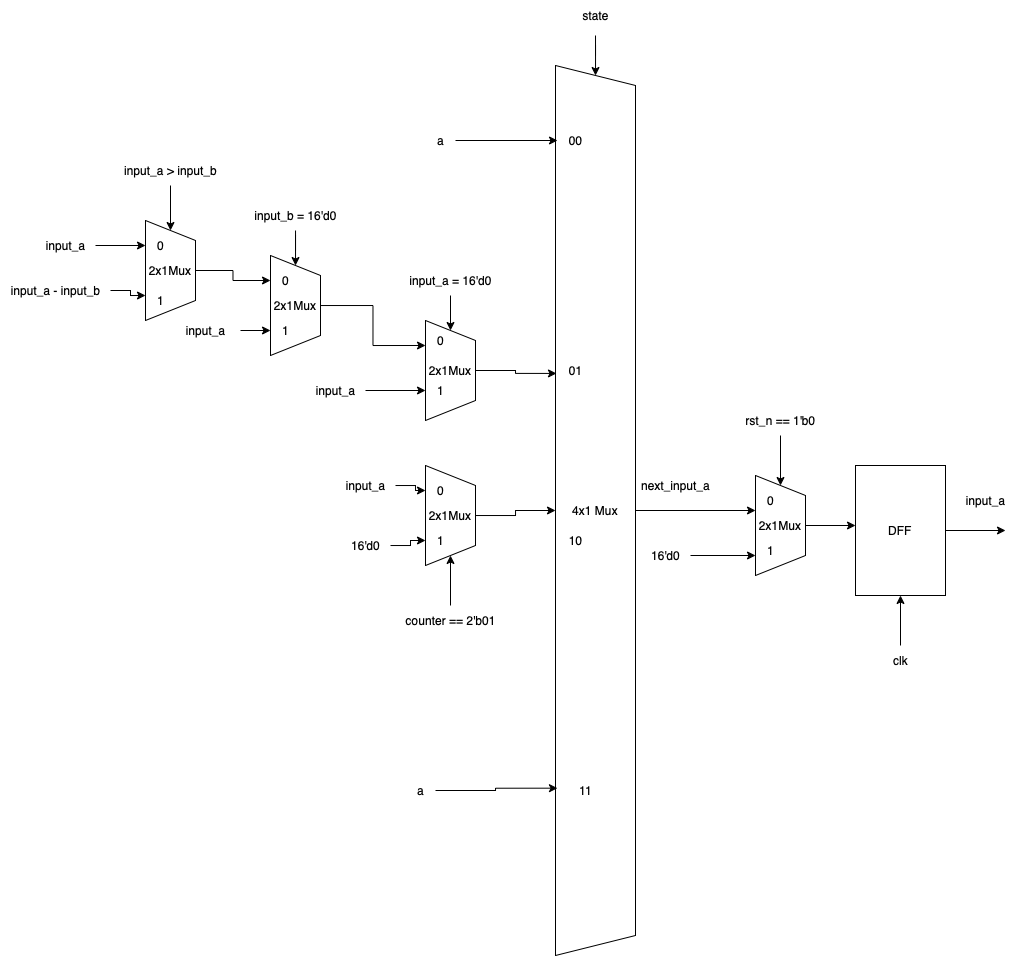 state
a
00
input_a > input_b
input_b = 16'd0
input_a
0
2x1Mux
input_a - input_b
1
input_a = 16'd0
0
2x1Mux
input_a
1
0
2x1Mux
input_a
1
01
rst_n == 1'b0
input_a
0
2x1Mux
16'd0
1
counter == 2'b01
4x1 Mux
10
next_input_a
0
2x1Mux
16'd0
1
DFF
input_a
clk
a
11